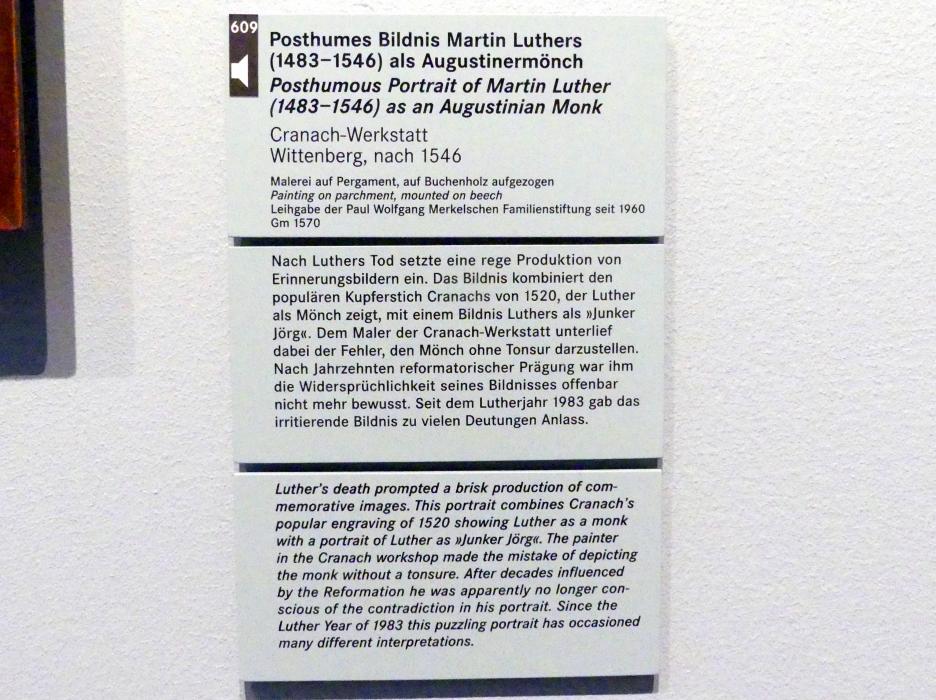 609
Posthumes Bildnis Martin Luthers
(1483–1546) als Augustinermönch
Posthumous Portrait of Martin Luther
(1483–1546) as an Augustinian Monk
Cranach-Werkstatt
Wittenberg, nach 1546
Malerei auf Pergament, auf Buchenholz aufgezogen
Painting on parchment, mounted on beech
Leihgabe der Paul Wolfgang Merkelschen Familienstiftung seit 1960
Gm 1570
Nach Luthers Tod setzte eine rege Produktion von
Erinnerungsbildern ein. Das Bildnis kombiniert den
populären Kupferstich Cranachs von 1520, der Luther
als Mönch zeigt, mit einem Bildnis Luthers als »Junker
Jörg«. Dem Maler der Cranach-Werkstatt unterlief
dabei der Fehler, den Mönch ohne Tonsur darzustellen.
Nach Jahrzehnten reformatorischer Prägung war ihm
die Widersprüchlichkeit seines Bildnisses offenbar
nicht mehr bewusst. Seit dem Lutherjahr 1983 gab das
irritierende Bildnis zu vielen Deutungen Anlass.
Luther's death prompted a brisk production of com-
memorative images. This portrait combines Cranach's
popular engraving of 1520 showing Luther as a monk
with a portrait of Luther as »Junker Jörg«. The painter
in the Cranach workshop made the mistake of depicting
the monk without a tonsure. After decades influenced
by the Reformation he was apparently no longer con-
scious of the contradiction in his portrait. Since the
Luther Year of 1983 this puzzling portrait has occasioned
many different interpretations.